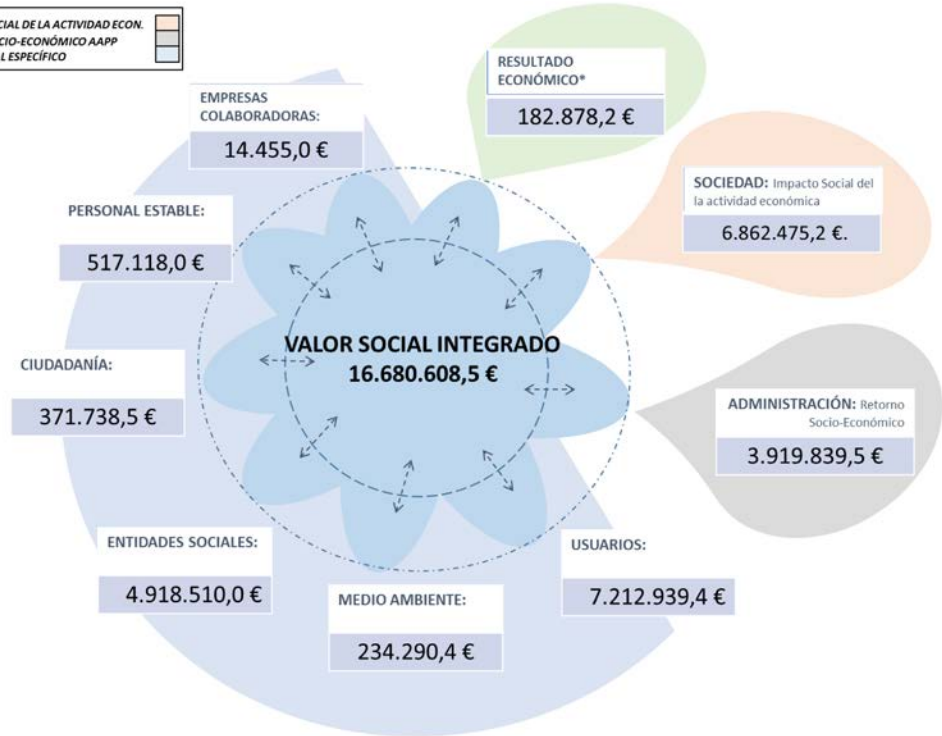 CIAL DE LA ACTIVIDAD ECON.
CIO-ECONÓMICO AAPP
L ESPECÍFICO
RESULTADO
ECONÓMICO*
182.878,2 €
EMPRESAS
COLABORADORAS:
14.455,0 €
SOCIEDAD: Impacto Social del
la actividad económica
6.862.475,2 €.
PERSONAL ESTABLE:
517.118,0 €
VALOR SOCIAL INTEGRADO
16.680.608,5 €
CIUDADANÍA:
371.738,5 €
ADMINISTRACIÓN: Retorno
Socio-Económico
3.919.839,5 €
ENTIDADES SOCIALES:
4.918.510,0 €
USUARIOS:
7.212.939,4 €
MEDIO AMBIENTE:
234.290,4 €